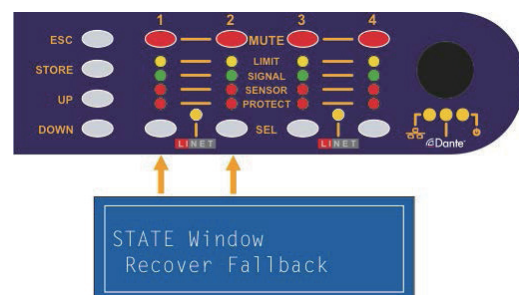 1 2 3 4
ESC MUTE
STORE LIMIT
SIGNAL
UP SENSOR
PROTECT
DOWN SEL
LINET LINET
Dante
STATE Window
Recover Fallback